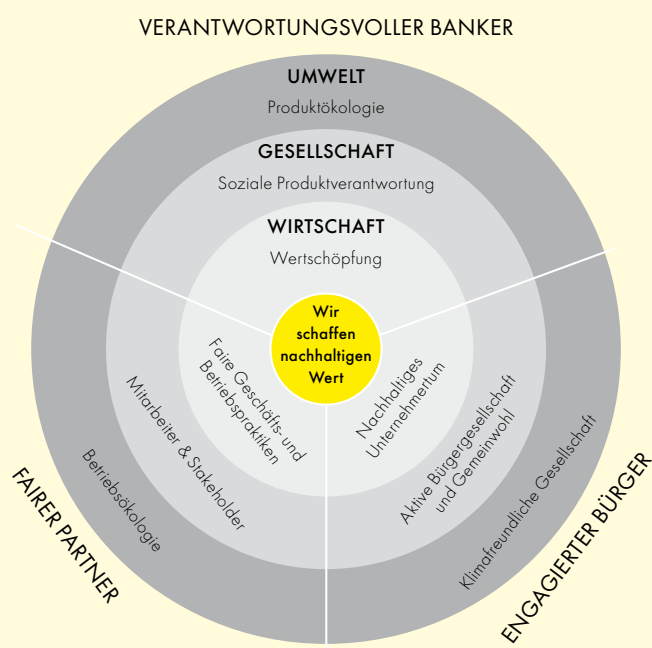 VERANTWORTUNGSVOLLER BANKER
UMWELT
Produktökologie
GESELLSCHAFT
Soziale Produktverantwortung
WIRTSCHAFT
Wertschöpfung
Wir
schaffen
nachhaltigen
Wert
Faire Geschäfts- und
Betriebspraktiken
Mitarbeiter & Stakeholder
Betriebsökologie
FAIRER PARTNER
Nachhaltiges
Unternehmertum
Aktive Bürgergesellschaft
und Gemeinwohl
Klimafreundliche Gesellschaft
ENGAGIERTER BÜRGER